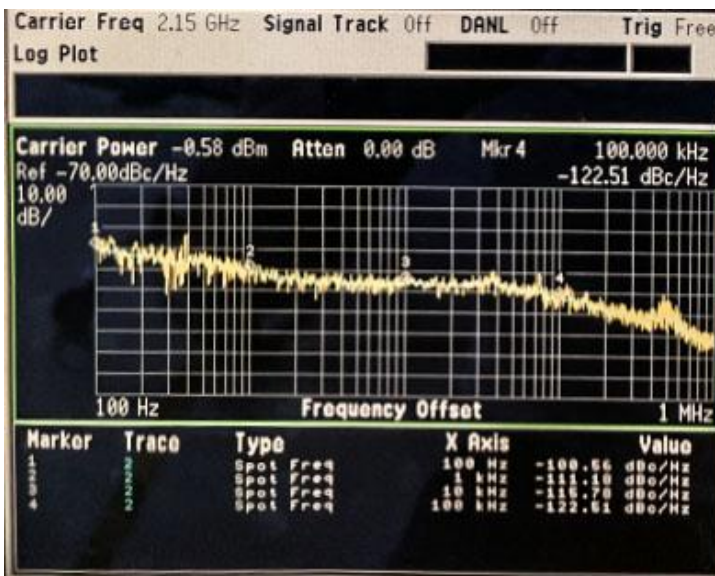 Carrier Freq 2.15 GHz Signal Track Off DANL Off Trig Free
Log Plot
Carrier Power -0.58 dBm Atten 0.00 dB Mkr 4 100.000 kHz
Ref -70.00dBc/Hz -122.51 dBc/Hz
10.00
dB/
1
2
3
4
100 Hz Frequency Offset 1 MHz
Marker Trace Type X Axis Value
1 2 Spot Freq 100 Hz -100.56 dBc/Hz
2 2 Spot Freq 1 kHz -111.18 dBc/Hz
3 2 Spot Freq 10 kHz -115.78 dBc/Hz
4 2 Spot Freq 100 kHz -122.51 dBc/Hz